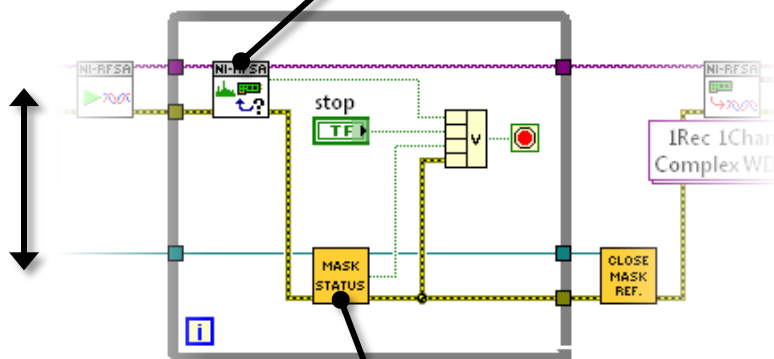 NI-RFSA
NI-RFSA
NI-RFSA
?
stop
TF
V
1Rec 1Chan
Complex WD
MASK
STATUS
CLOSE
MASK
REF.
i